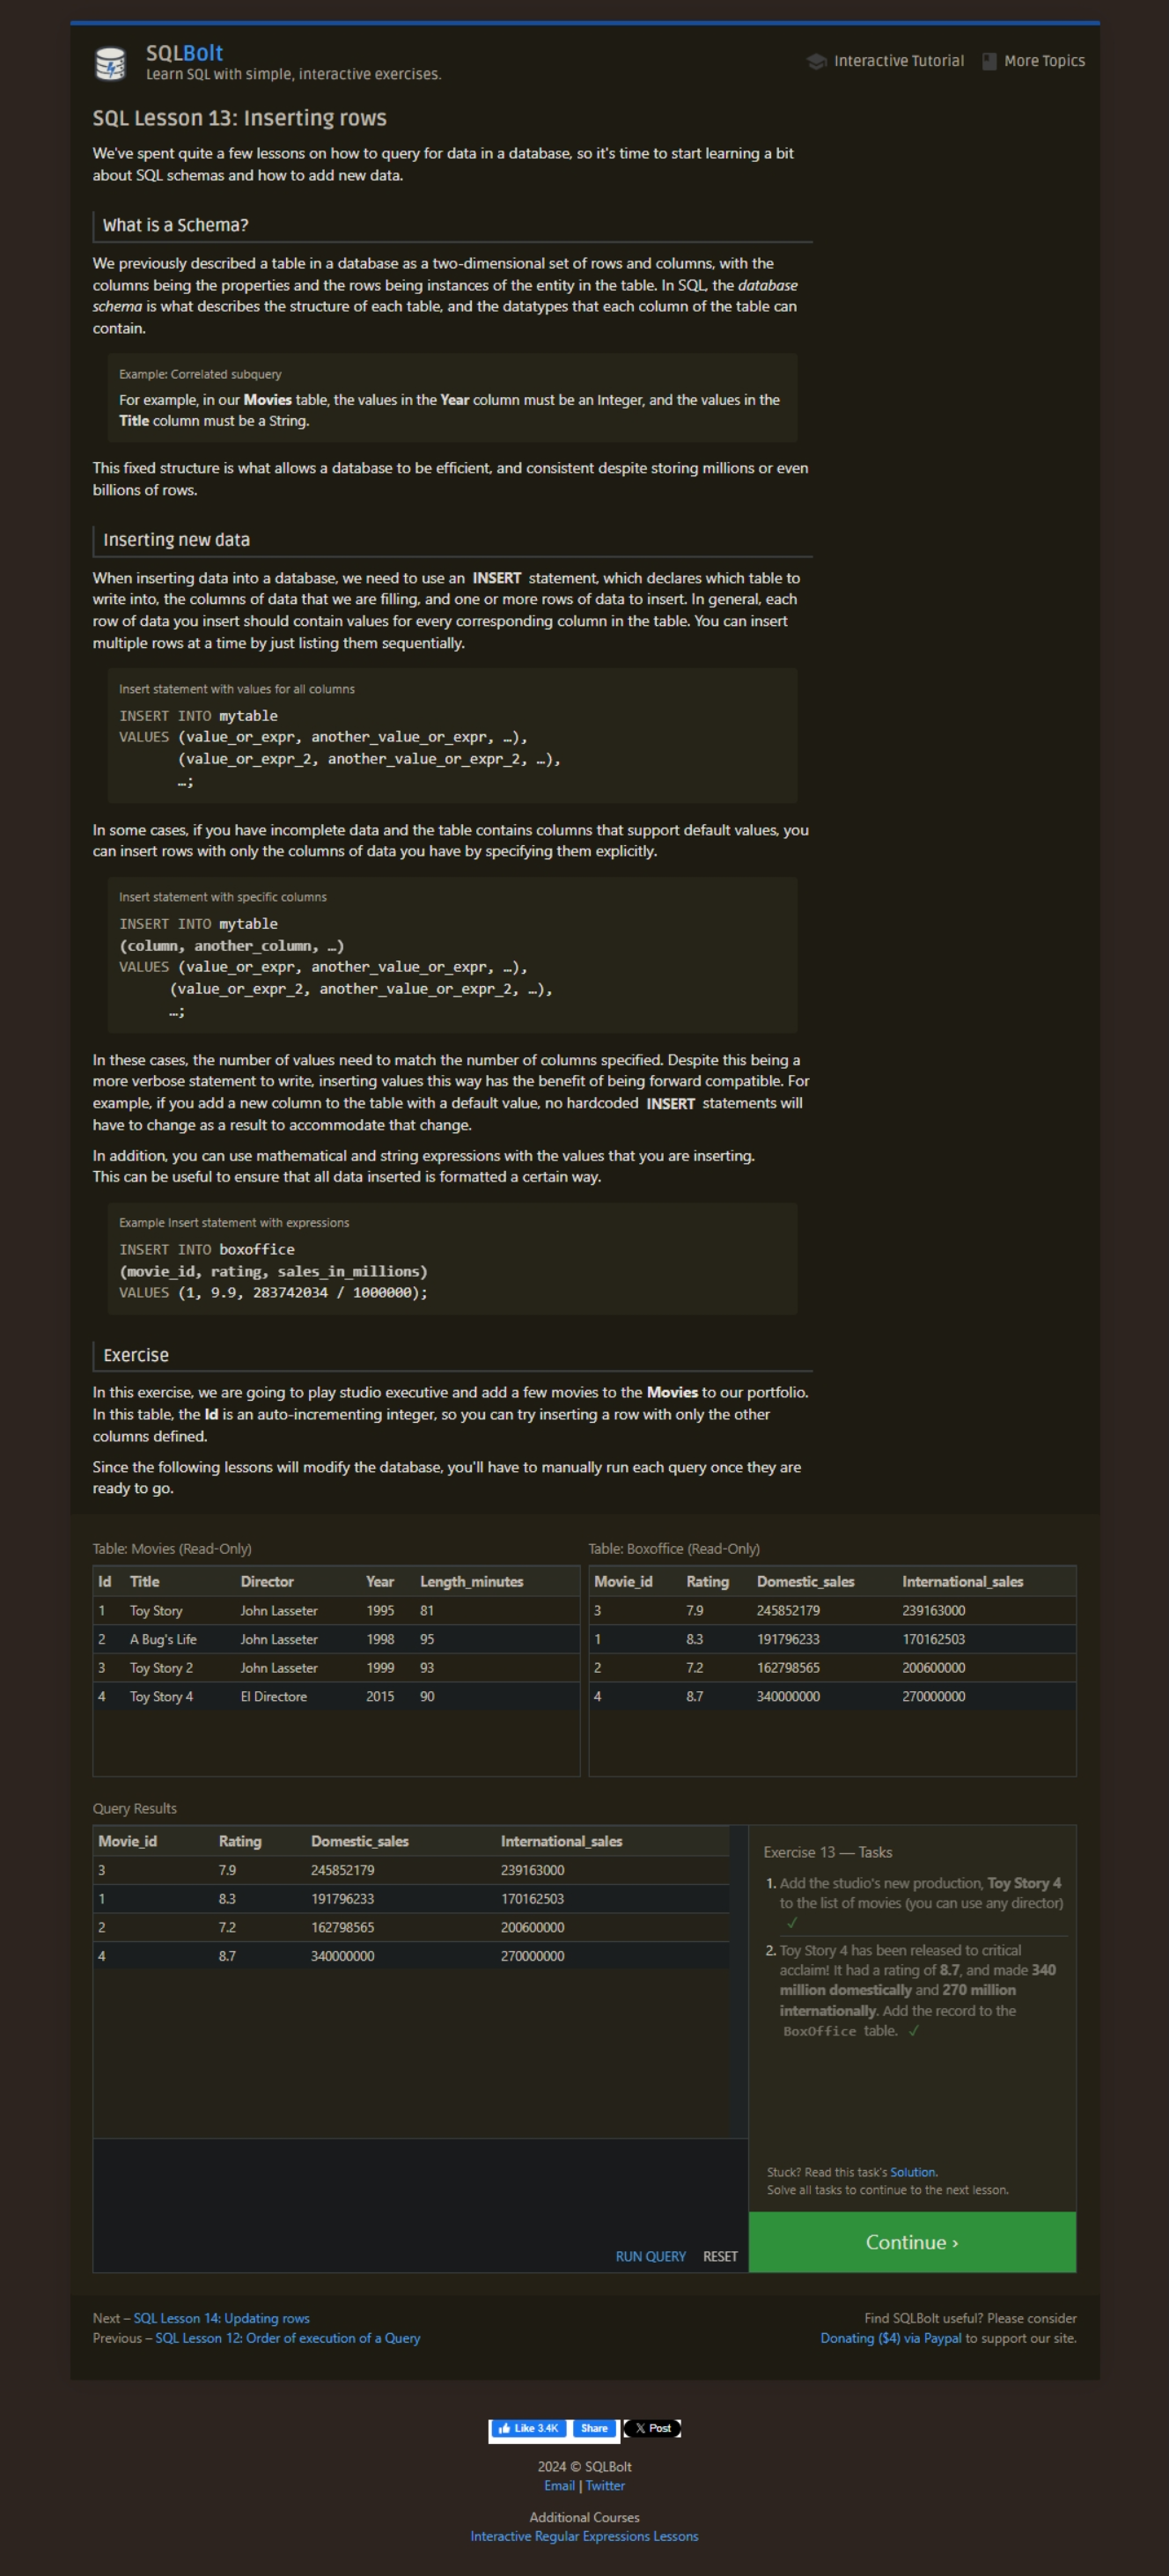 SQLBolt
Learn SQL with simple, interactive exercises.
Interactive Tutorial More Topics
SQL Lesson 13: Inserting rows
We've spent quite a few lessons on how to query for data in a database, so it's time to start learning a bit
about SQL schemas and how to add new data.
What is a Schema?
We previously described a table in a database as a two-dimensional set of rows and columns, with the
columns being the properties and the rows being instances of the entity in the table. In SQL, the database
schema is what describes the structure of each table, and the datatypes that each column of the table can
contain.
Example: Correlated subquery
For example, in our Movies table, the values in the Year column must be an Integer, and the values in the
Title column must be a String.
This fixed structure is what allows a database to be efficient, and consistent despite storing millions or even
billions of rows.
Inserting new data
When inserting data into a database, we need to use an INSERT statement, which declares which table to
write into, the columns of data that we are filling, and one or more rows of data to insert. In general, each
row of data you insert should contain values for every corresponding column in the table. You can insert
multiple rows at a time by just listing them sequentially.
Insert statement with values for all columns
INSERT INTO mytable
VALUES (value_or_expr, another_value_or_expr, …),
(value_or_expr_2, another_value_or_expr_2, …),
…;
In some cases, if you have incomplete data and the table contains columns that support default values, you
can insert rows with only the columns of data you have by specifying them explicitly.
Insert statement with specific columns
INSERT INTO mytable
(column, another_column, …)
VALUES (value_or_expr, another_value_or_expr, …),
(value_or_expr_2, another_value_or_expr_2, …),
…;
In these cases, the number of values need to match the number of columns specified. Despite this being a
more verbose statement to write, inserting values this way has the benefit of being forward compatible. For
example, if you add a new column to the table with a default value, no hardcoded INSERT statements will
have to change as a result to accommodate that change.
In addition, you can use mathematical and string expressions with the values that you are inserting.
This can be useful to ensure that all data inserted is formatted a certain way.
Example Insert statement with expressions
INSERT INTO boxoffice
(movie_id, rating, sales_in_millions)
VALUES (1, 9.9, 283742034 / 1000000);
Exercise
In this exercise, we are going to play studio executive and add a few movies to the Movies to our portfolio.
In this table, the Id is an auto-incrementing integer, so you can try inserting a row with only the other
columns defined.
Since the following lessons will modify the database, you'll have to manually run each query once they are
ready to go.
Table: Movies (Read-Only)
Id Title Director Year Length_minutes
1 Toy Story John Lasseter 1995 81
2 A Bug's Life John Lasseter 1998 95
3 Toy Story 2 John Lasseter 1999 93
4 Toy Story 4 El Directore 2015 90
Table: Boxoffice (Read-Only)
Movie_id Rating Domestic_sales International_sales
3 7.9 245852179 239163000
1 8.3 191796233 170162503
2 7.2 162798565 200600000
4 8.7 340000000 270000000
Query Results
Movie_id Rating Domestic_sales International_sales
3 7.9 245852179 239163000
1 8.3 191796233 170162503
2 7.2 162798565 200600000
4 8.7 340000000 270000000
RUN QUERY RESET
Exercise 13 — Tasks
1. Add the studio's new production, Toy Story 4
to the list of movies (you can use any director)
✓
2. Toy Story 4 has been released to critical
acclaim! It had a rating of 8.7, and made 340
million domestically and 270 million
internationally. Add the record to the
BoxOffice table. ✓
Stuck? Read this task's Solution.
Solve all tasks to continue to the next lesson.
Continue ›
Next – SQL Lesson 14: Updating rows
Previous – SQL Lesson 12: Order of execution of a Query
Find SQLBolt useful? Please consider
Donating ($4) via Paypal to support our site.
Like 3.4K Share X Post
2024 © SQLBolt
Email | Twitter
Additional Courses
Interactive Regular Expressions Lessons